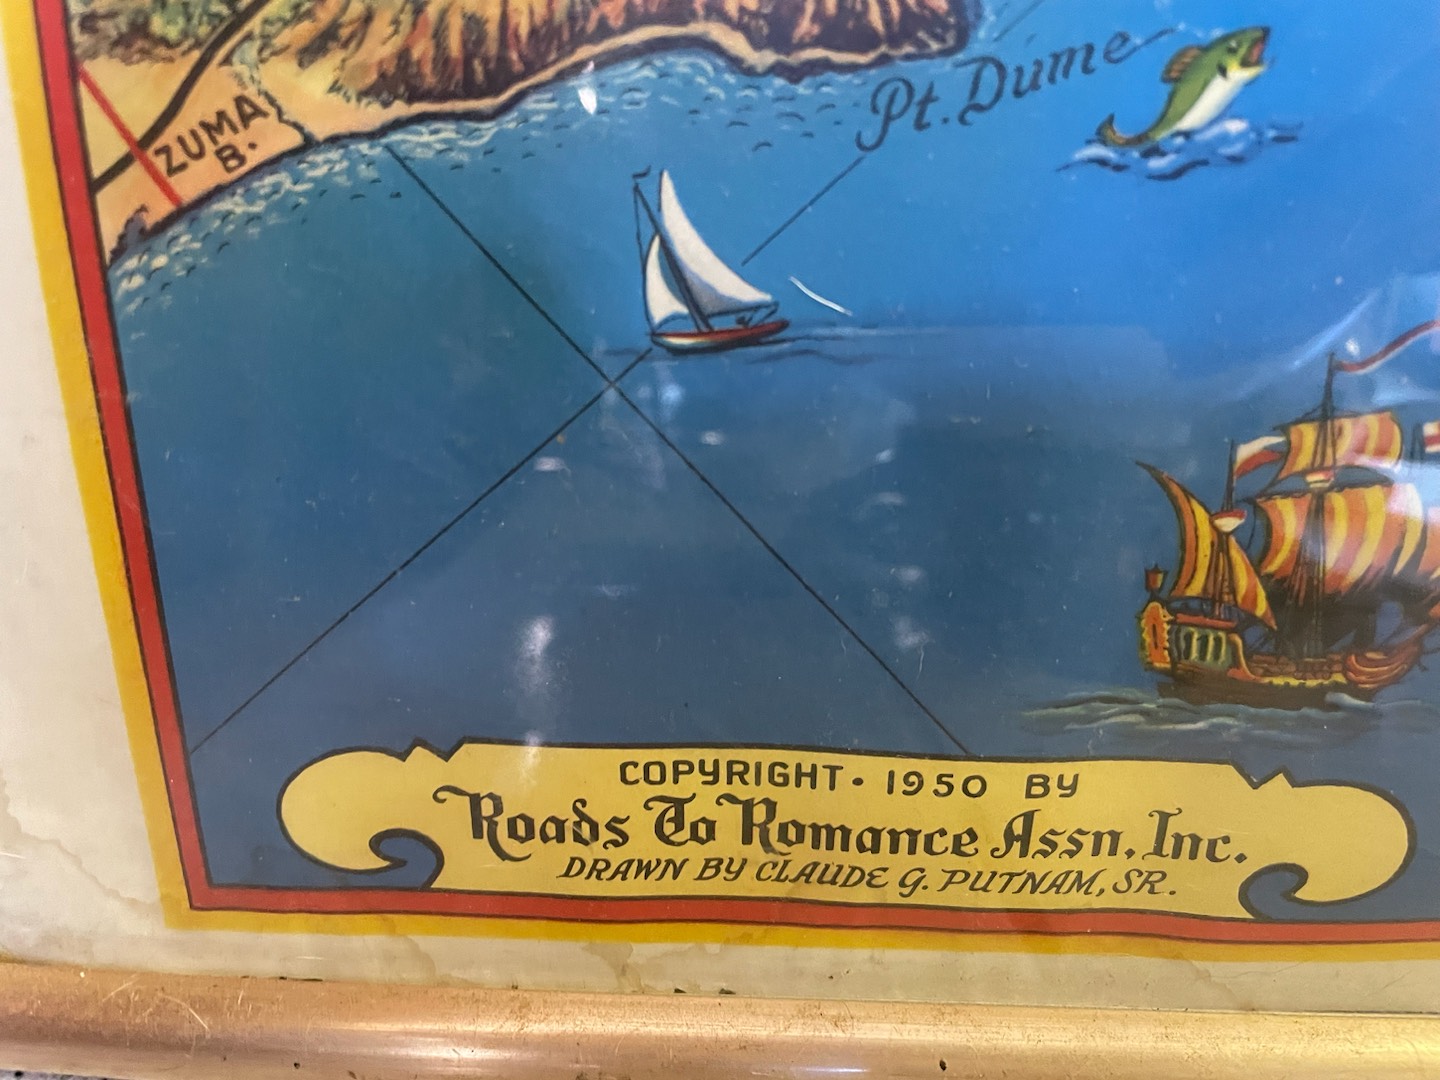 Pt. Dume
ZUMA
B.
COPYRIGHT • 1950 BY
Roads To Romance Assn, Inc.
DRAWN BY CLAUDE G. PUTNAM, SR.